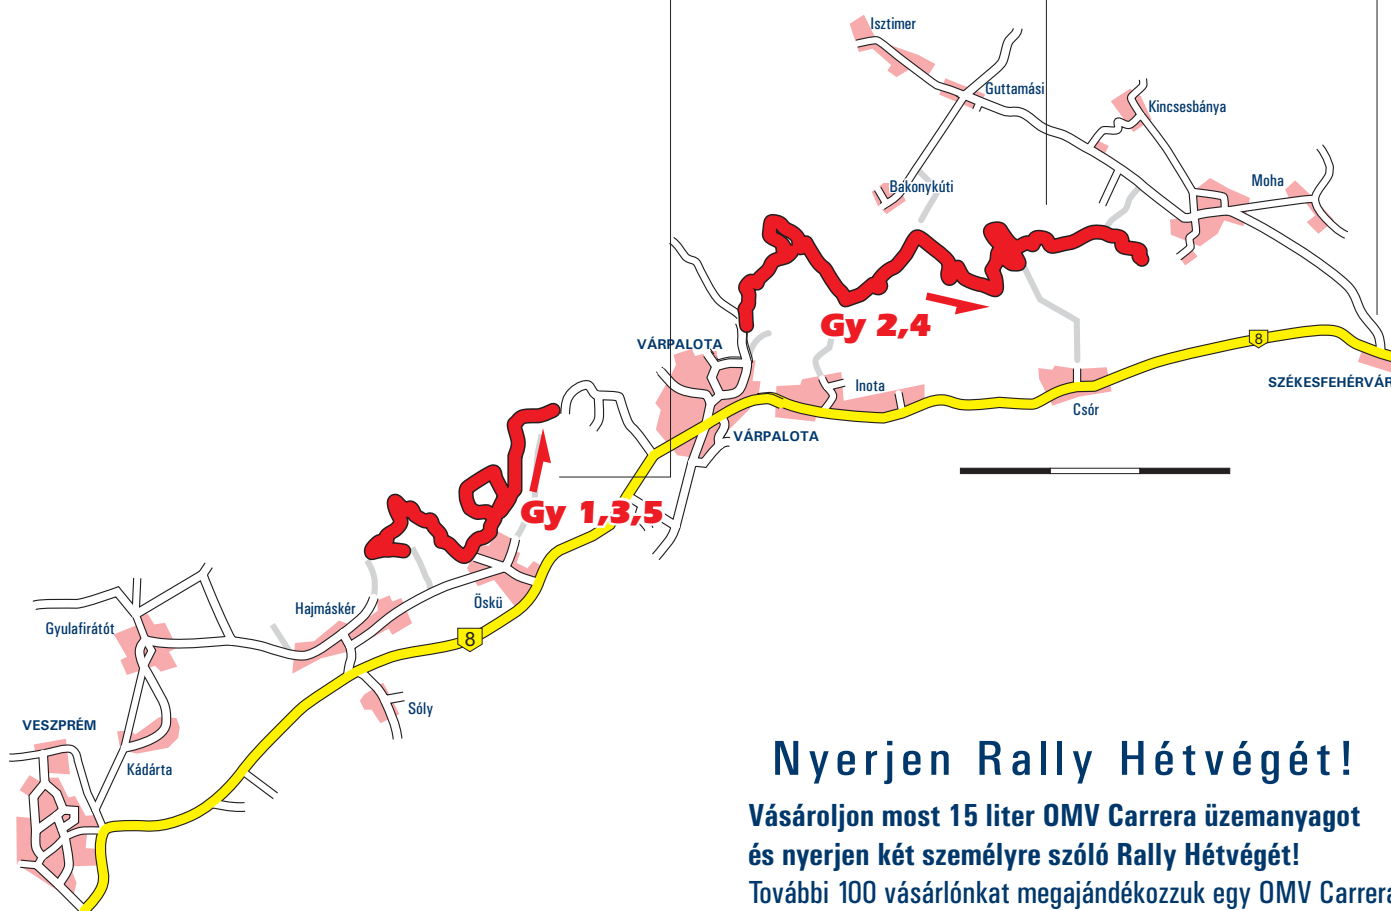 Isztimer
Guttamási
Kincsesbánya
Bakonykúti
Moha
Gy 2,4
VÁRPALOTA
8
SZÉKESFEHÉRVÁR
Inota
Csór
VÁRPALOTA
Gy 1,3,5
Öskü
Hajmáskér
Gyulafirátót
8
Sóly
VESZPRÉM
Kádárta
Nyerjen Rally Hétvégét!
Vásároljon most 15 liter OMV Carrera üzemanyagot
és nyerjen két személyre szóló Rally Hétvégét!
További 100 vásárlónkat megajándékozzuk egy OMV Carrera